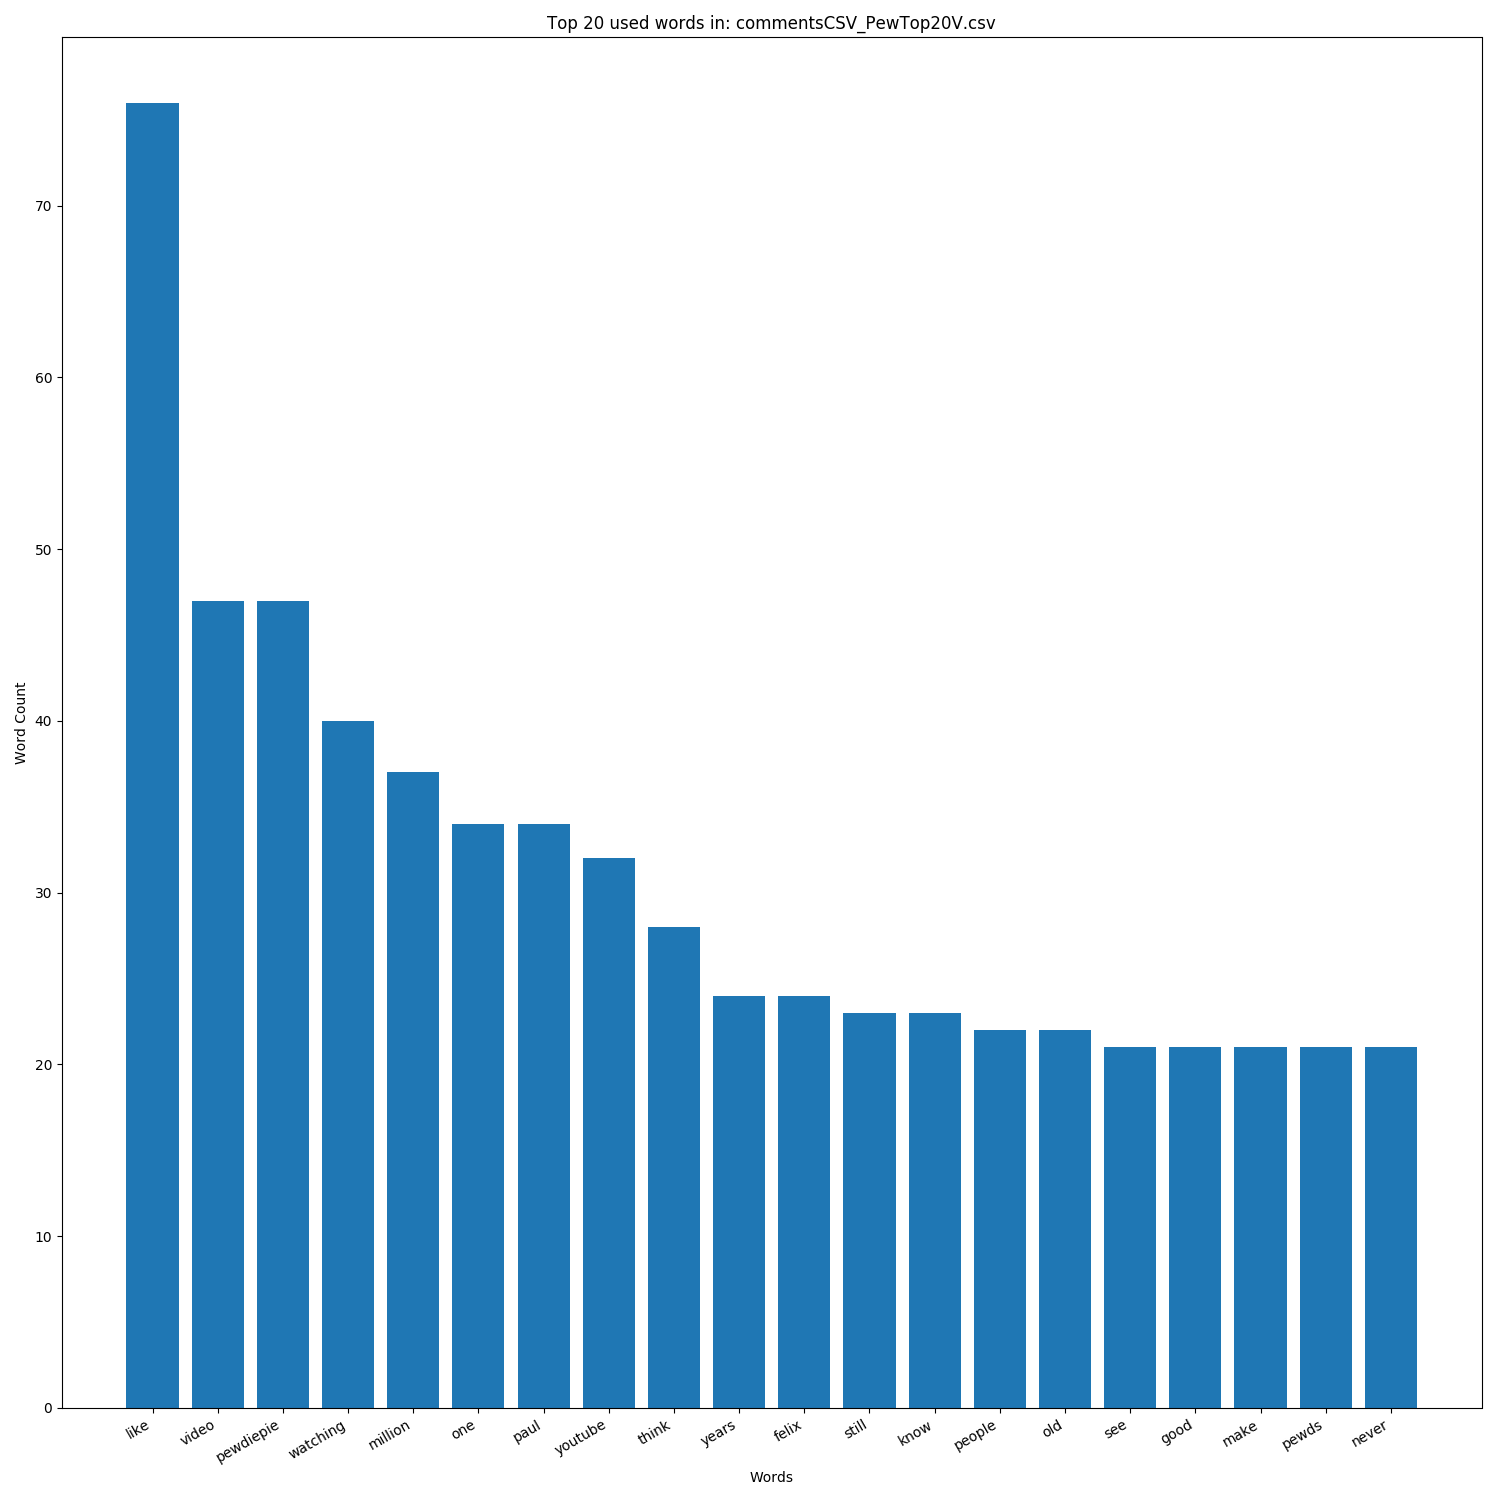 Top 20 used words in: commentsCSV_PewTop20V.csv
70
60
50
40
30
20
10
0
Word Count
like
video
pewdiepie
watching
million
one
paul
youtube
think
years
felix
still
know
people
old
see
good
make
pewds
never
Words